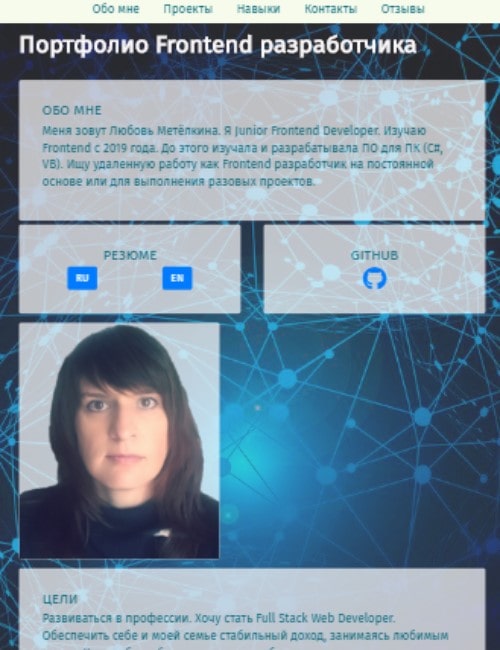 Обо мне Проекты Навыки Контакты Отзывы
Портфолио Frontend разработчика
ОБО МНЕ
Меня зовут Любовь Метёлкина. Я Junior Frontend Developer. Изучаю
Frontend с 2019 года. До этого изучала и разрабатывала ПО для ПК (C#,
VB). Ищу удаленную работу как Frontend разработчик на постоянной
основе или для выполнения разовых проектов.
РЕЗЮМЕ
RU EN
GITHUB
ЦЕЛИ
Развиваться в профессии. Хочу стать Full Stack Web Developer.
Обеспечить себе и моей семье стабильный доход, занимаясь любимым